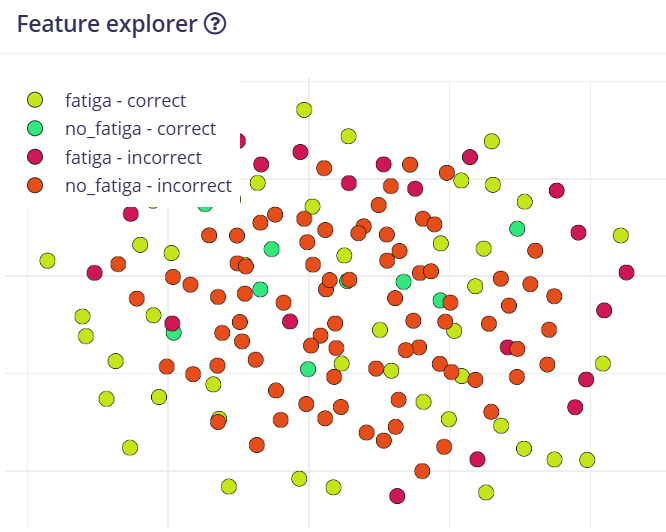 Feature explorer ?
fatiga - correct
no_fatiga - correct
fatiga - incorrect
no_fatiga - incorrect